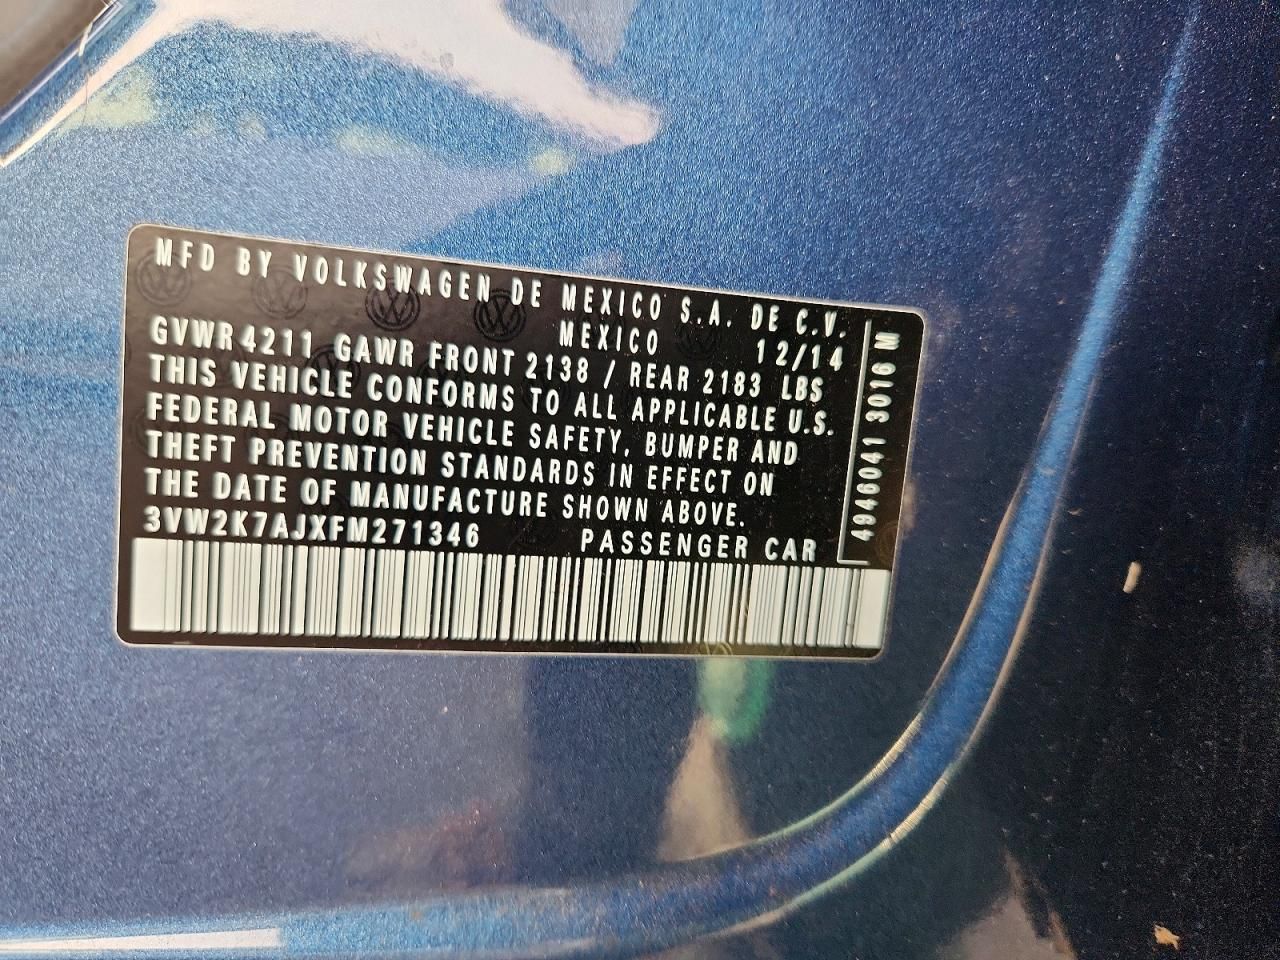 MFD BY VOLKSWAGEN DE MEXICO S.A. DE C.V.
MEXICO 12/14
GVWR 4211 GAWR FRONT 2138 / REAR 2183 LBS
THIS VEHICLE CONFORMS TO ALL APPLICABLE U.S.
FEDERAL MOTOR VEHICLE SAFETY, BUMPER AND
THEFT PREVENTION STANDARDS IN EFFECT ON
THE DATE OF MANUFACTURE SHOWN ABOVE.
3VW2K7AJXFM271346 PASSENGER CAR
4946041 3016 M